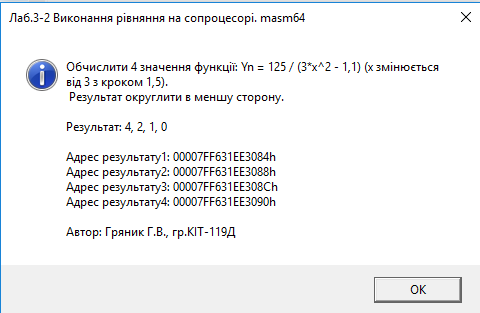 Лаб.3-2 Виконання рівняння на сопроцесорі. masm64
Обчислити 4 значення функції: Yn = 125 / (3*x^2 - 1,1) (x змінюється
від 3 з кроком 1,5).
Результат округлити в меншу сторону.
Результат: 4, 2, 1, 0
Адрес результату1: 00007FF631EE3084h
Адрес результату2: 00007FF631EE3088h
Адрес результату3: 00007FF631EE308Ch
Адрес результату4: 00007FF631EE3090h
Автор: Гряник Г.В., гр.КІТ-119Д
OK